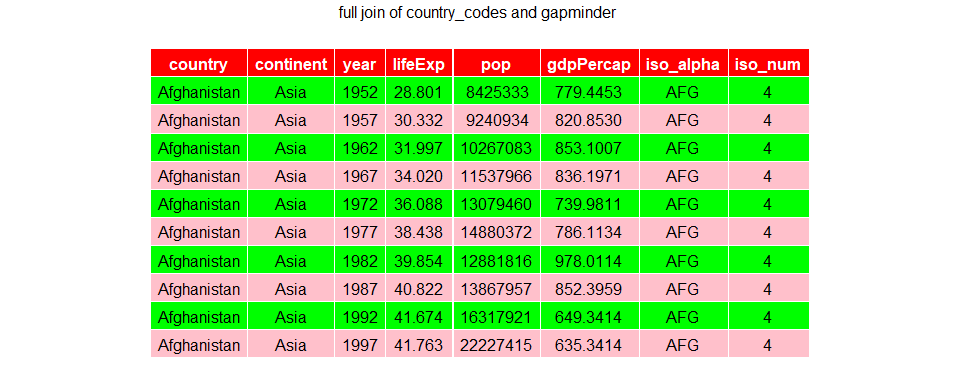 full join of country_codes and gapminder
country continent year lifeExp pop gdpPercap iso_alpha iso_num
Afghanistan Asia 1952 28.801 8425333 779.4453 AFG 4
Afghanistan Asia 1957 30.332 9240934 820.8530 AFG 4
Afghanistan Asia 1962 31.997 10267083 853.1007 AFG 4
Afghanistan Asia 1967 34.020 11537966 836.1971 AFG 4
Afghanistan Asia 1972 36.088 13079460 739.9811 AFG 4
Afghanistan Asia 1977 38.438 14880372 786.1134 AFG 4
Afghanistan Asia 1982 39.854 12881816 978.0114 AFG 4
Afghanistan Asia 1987 40.822 13867957 852.3959 AFG 4
Afghanistan Asia 1992 41.674 16317921 649.3414 AFG 4
Afghanistan Asia 1997 41.763 22227415 635.3414 AFG 4